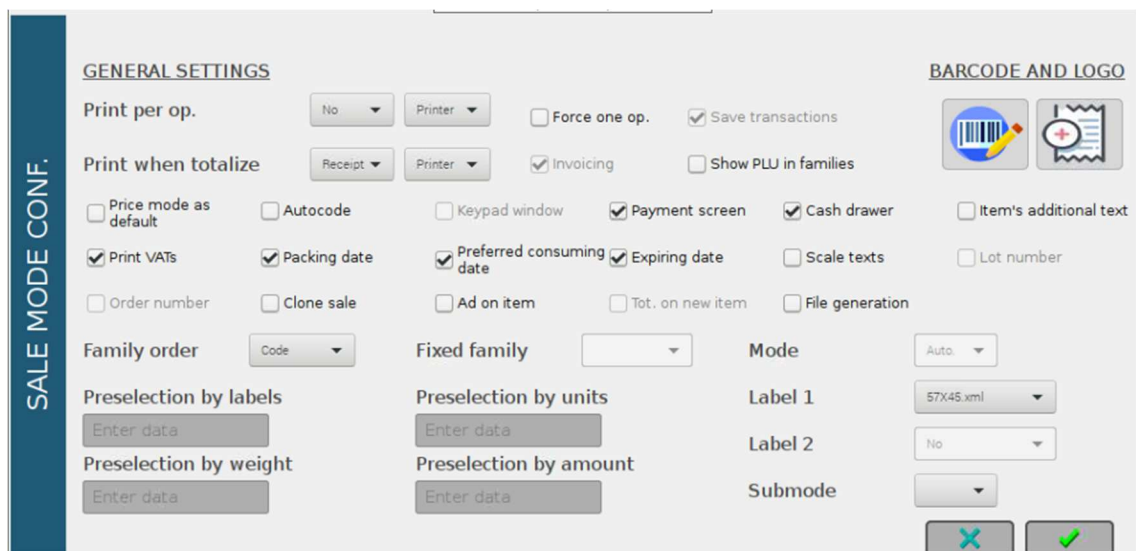 SALE MODE CONF.
GENERAL SETTINGS
BARCODE AND LOGO
Print per op.
No
Printer
Force one op.
Save transactions
Print when totalize
Receipt
Printer
Invoicing
Show PLU in families
Price mode as
default
Autocode
Keypad window
Payment screen
Cash drawer
Item's additional text
Print VATs
Packing date
Preferred consuming
date
Expiring date
Scale texts
Lot number
Order number
Clone sale
Ad on item
Tot. on new item
File generation
Family order
Code
Fixed family
Mode
Auto.
Preselection by labels
Preselection by units
Label 1
57X45.xml
Enter data
Enter data
Label 2
No
Preselection by weight
Preselection by amount
Enter data
Enter data
Submode